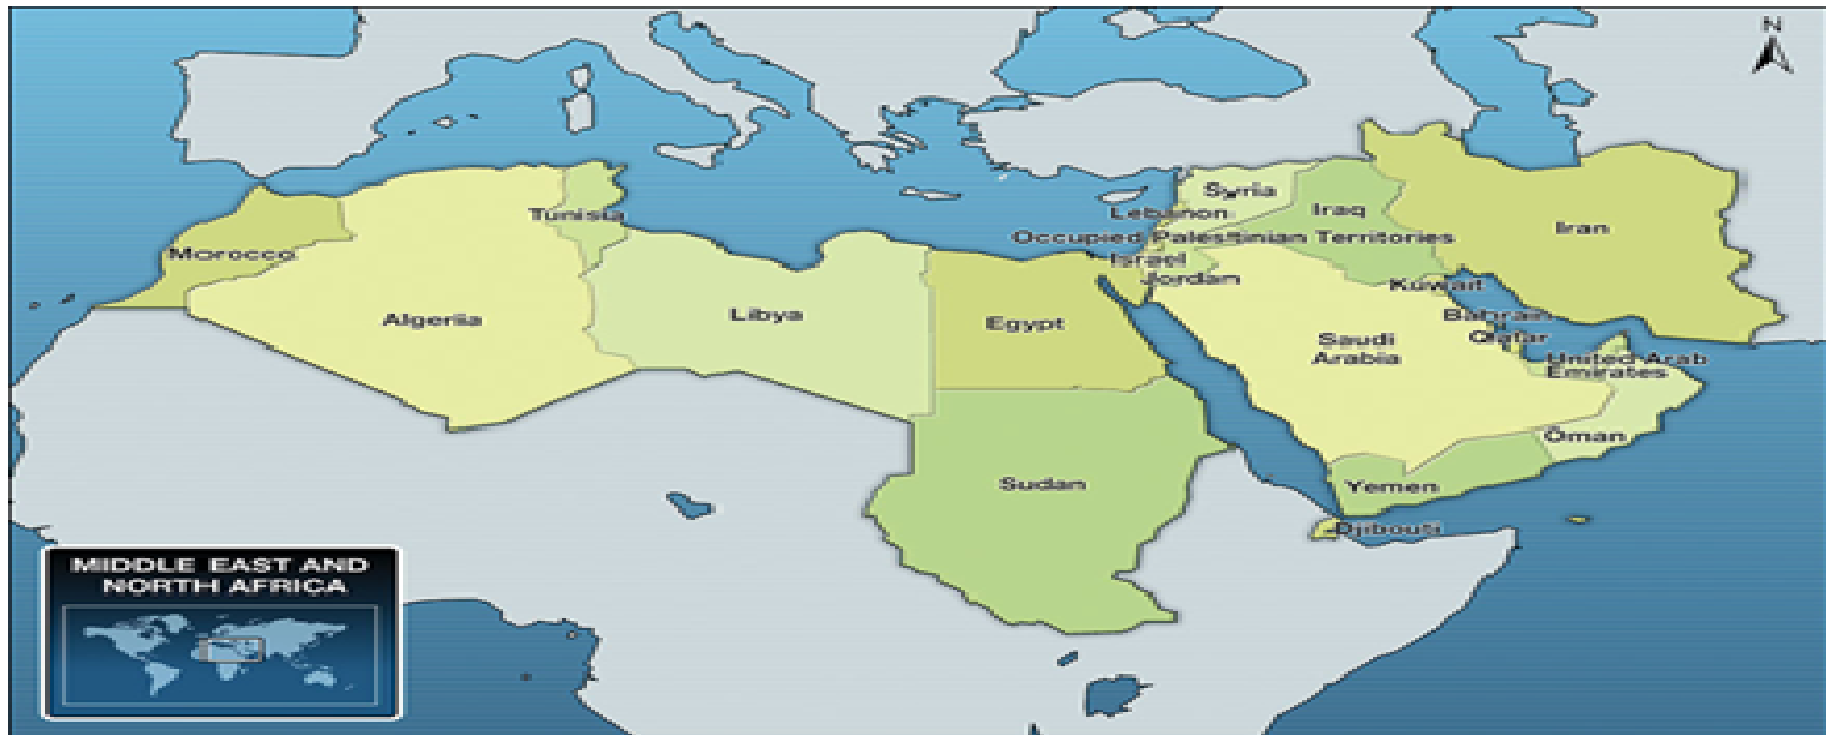 N
Syria
Lebanon
Iraq
Tunisia
Iran
Occupied Palestinian Territories
Morocco
Israel
Jordan
Kuwait
Algeria
Libya
Egypt
Bahrain
Qatar
Saudi
Arabia
United Arab
Emirates
Oman
Sudan
Yemen
Djibouti
MIDDLE EAST AND
NORTH AFRICA